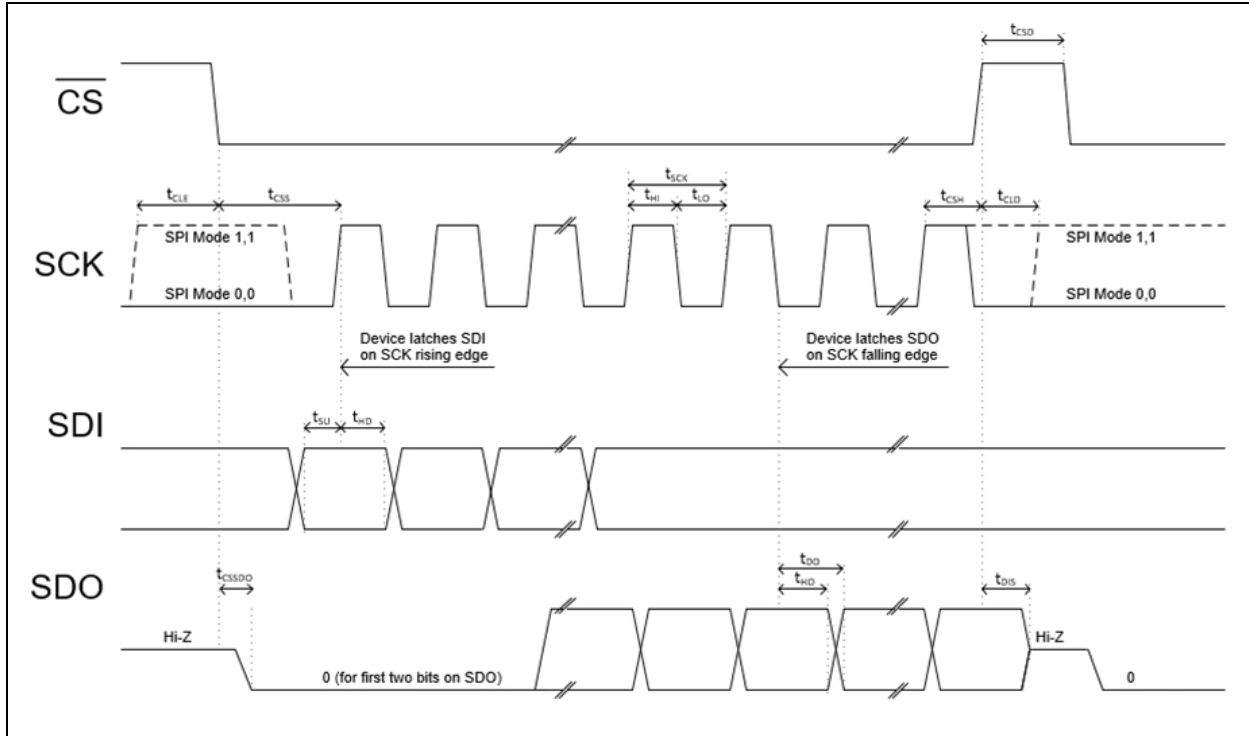 tCSD
CS
tSCK
tCLE
tCSS
tHI
tLO
tCSH
tCLD
SPI Mode 1,1
SPI Mode 1,1
SCK
SPI Mode 0,0
SPI Mode 0,0
Device latches SDI
on SCK rising edge
Device latches SDO
on SCK falling edge
SDI
tSU
tHD
tDO
tCSSDO
tHO
tDIS
SDO
Hi-Z
Hi-Z
0 (for first two bits on SDO)
0